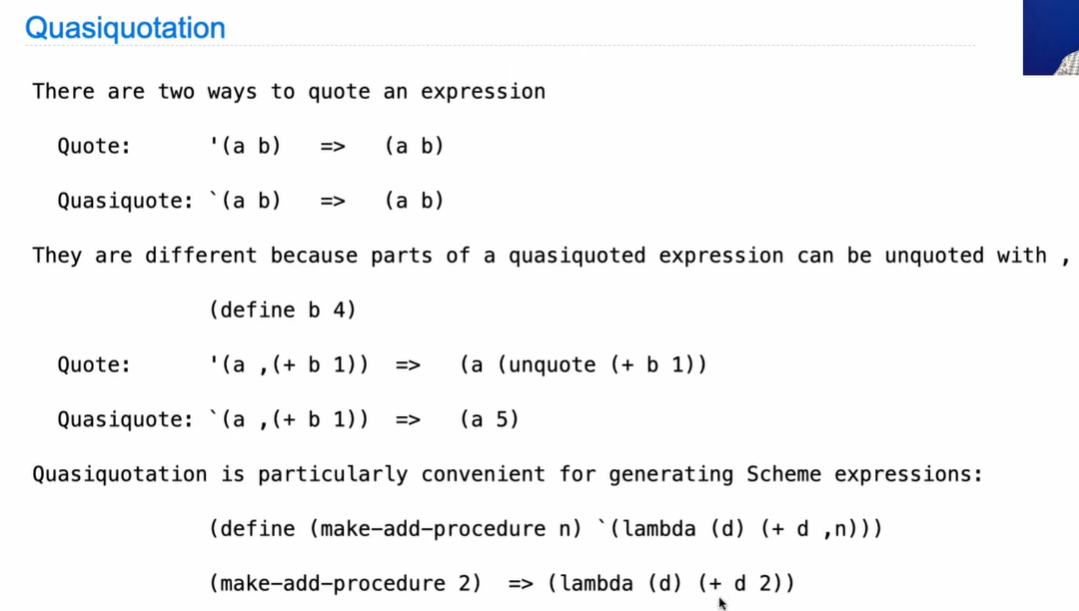 Quasiquotation
There are two ways to quote an expression
Quote: '(a b) => (a b)
Quasiquote: `(a b) => (a b)
They are different because parts of a quasiquoted expression can be unquoted with ,
(define b 4)
Quote: '(a ,(+ b 1)) => (a (unquote (+ b 1))
Quasiquote: `(a ,(+ b 1)) => (a 5)
Quasiquotation is particularly convenient for generating Scheme expressions:
(define (make-add-procedure n) `(lambda (d) (+ d ,n)))
(make-add-procedure 2) => (lambda (d) (+ d 2))